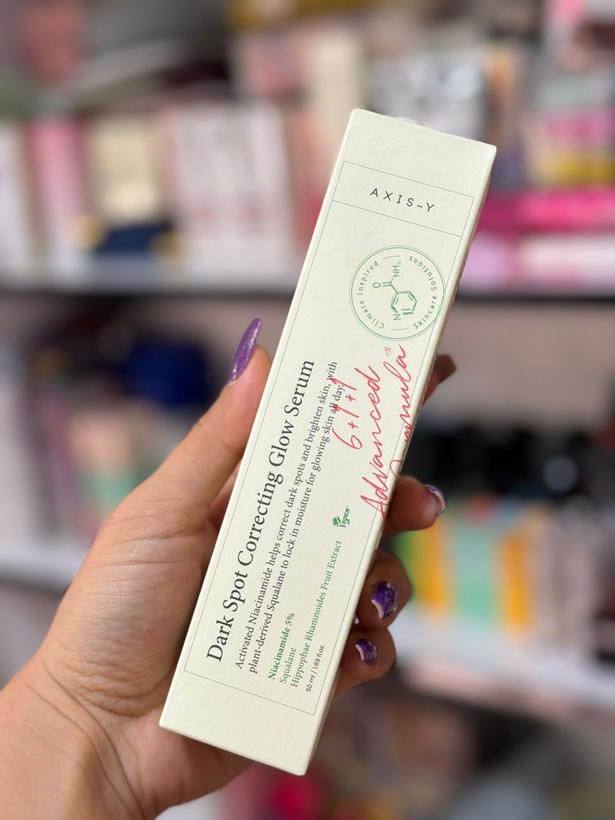 AXIS-Y
Climate Inspired
Skincare Solutions
N
O
NH₂
6+1+1
Advanced
Formula
Dark Spot Correcting Glow Serum
Activated Niacinamide helps correct dark spots and brighten skin, with
plant-derived Squalane to lock in moisture for glowing skin all day.
Niacinamide 5%
Squalane
Hippophae Rhamnoides Fruit Extract
50 ml / 1.69 fl.oz.